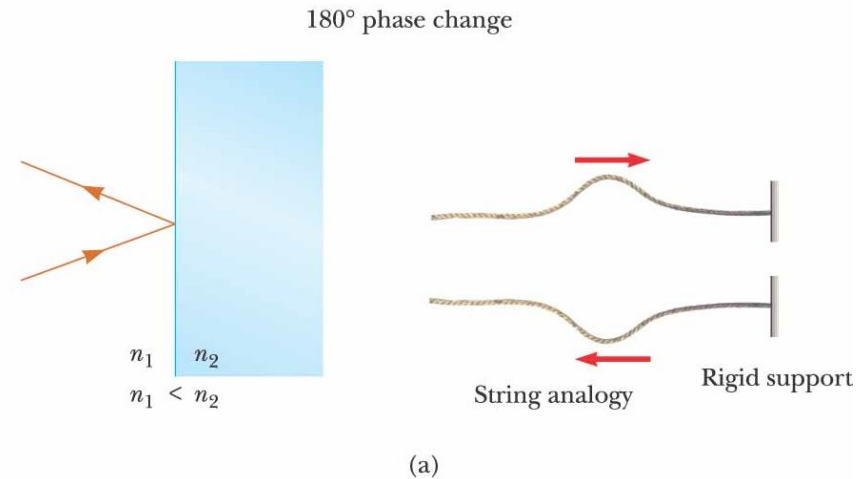 180° phase change
n₁ n₂
n₁ < n₂
String analogy
Rigid support
(a)